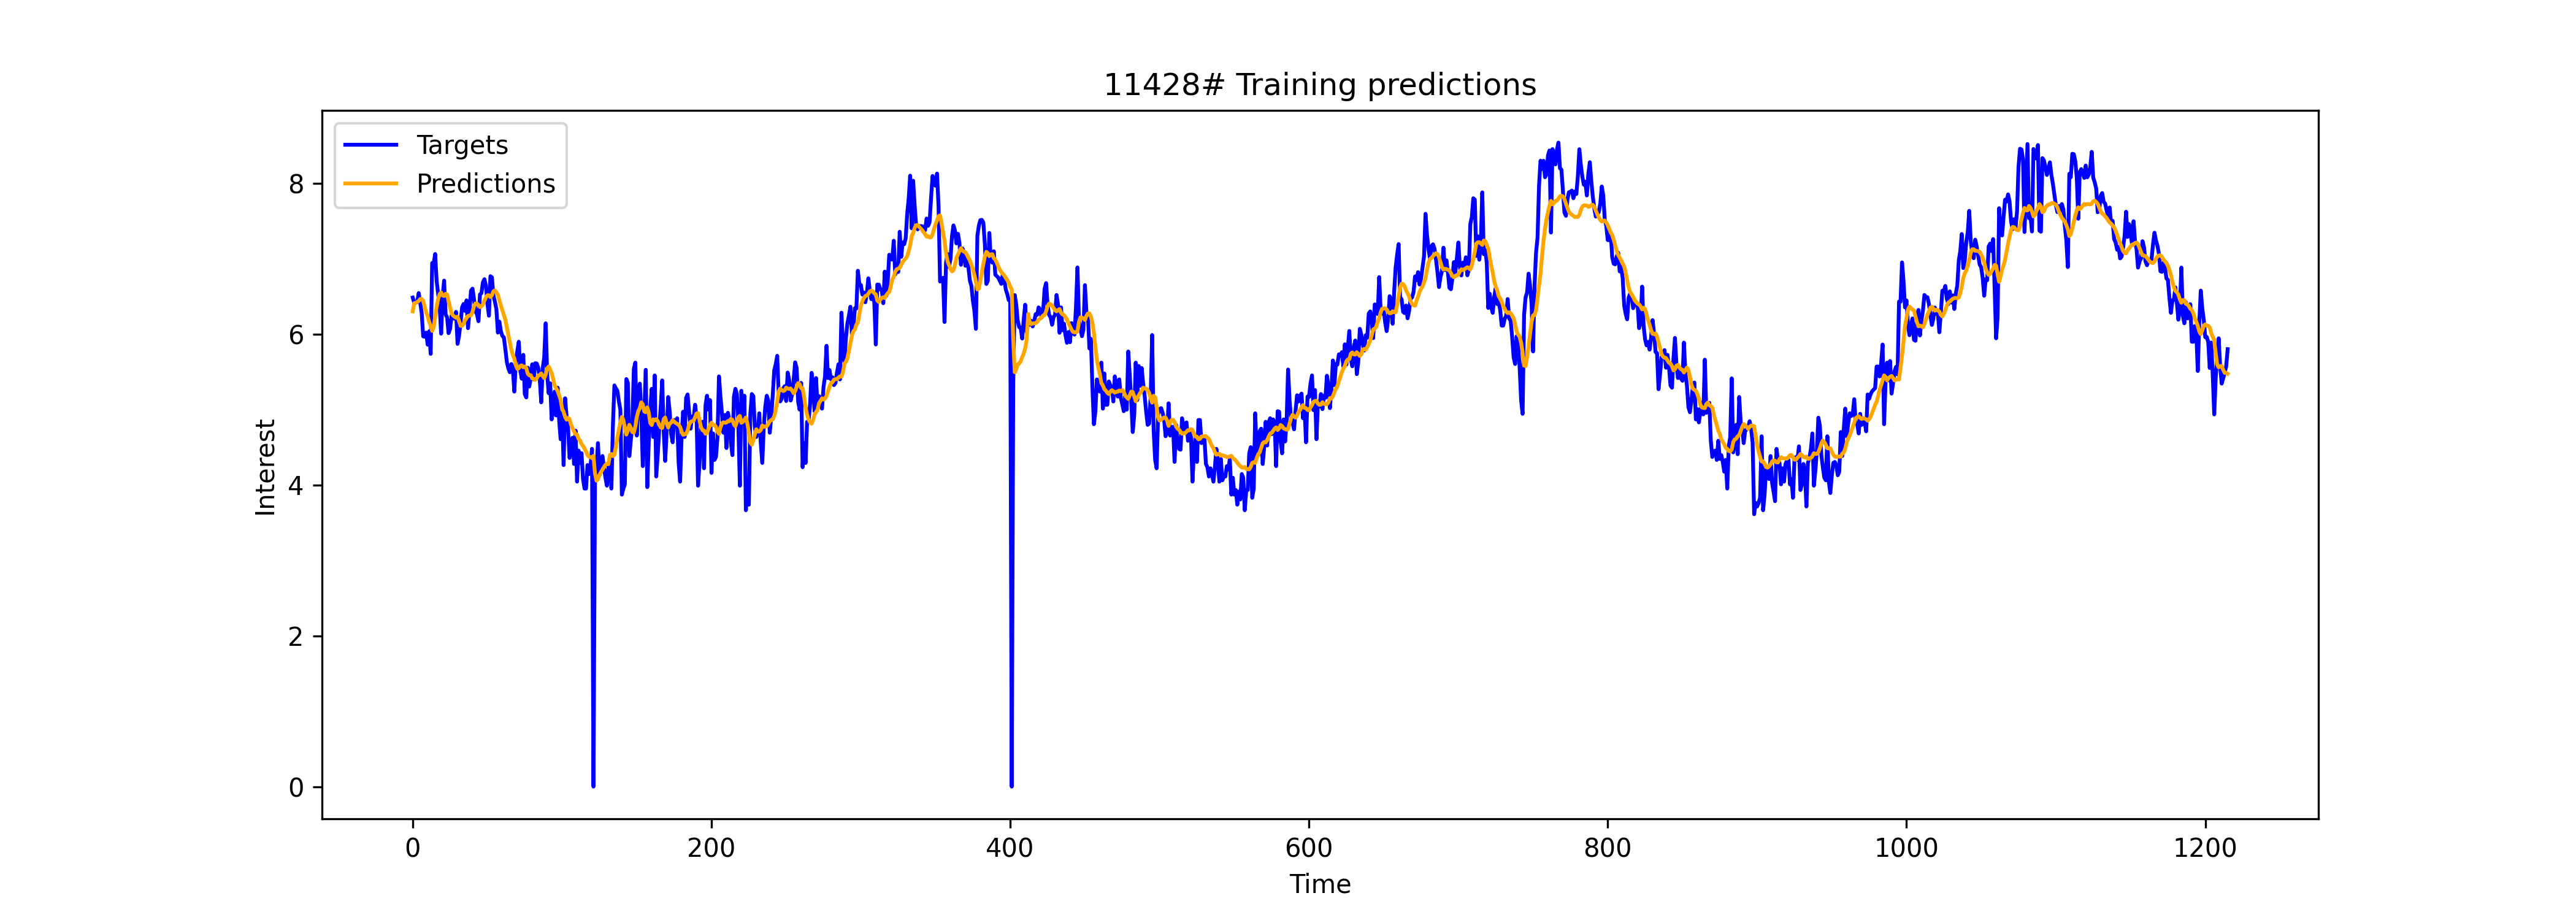 11428# Training predictions
Targets
Predictions
Interest
8
6
4
2
0
0 200 400 600 800 1000 1200
Time